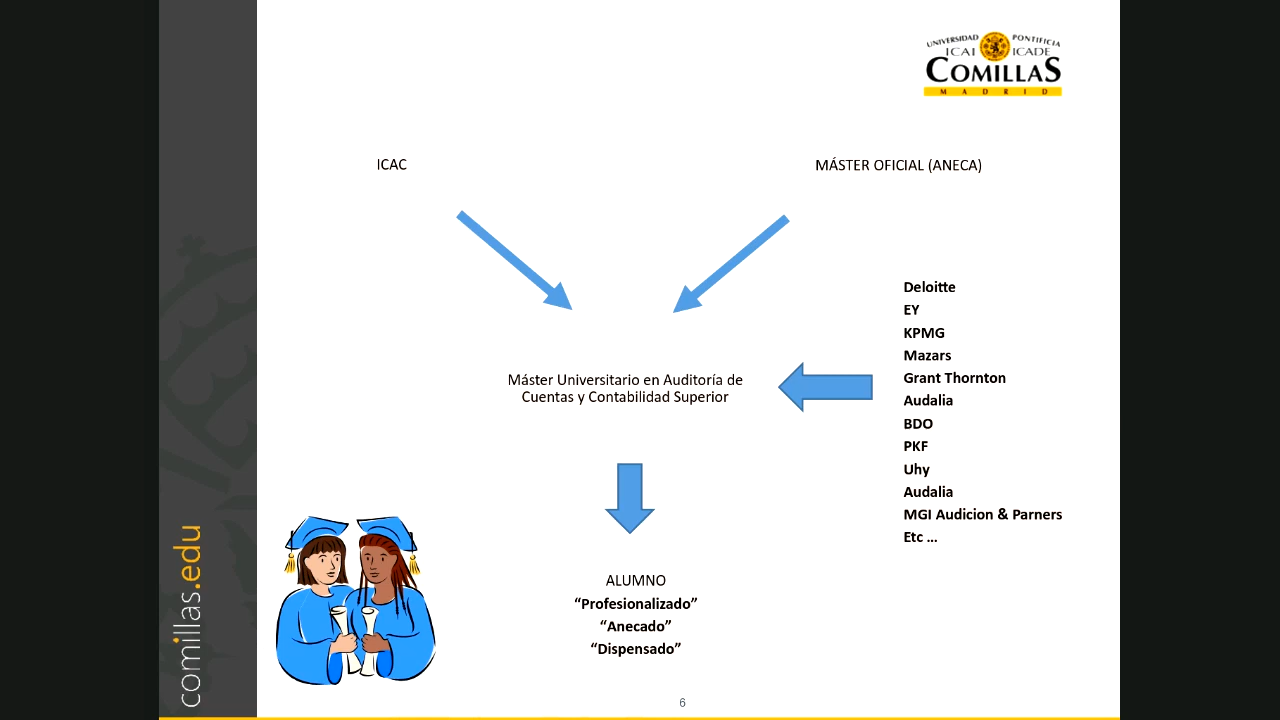 UNIVERSIDAD PONTIFICIA
ICAI ICADE
COMILLAS
MADRID
ICAC
MÁSTER OFICIAL (ANECA)
Deloitte
EY
KPMG
Mazars
Grant Thornton
Audalia
BDO
PKF
Uhy
Audalia
MGI Audicion & Parners
Etc ...
Máster Universitario en Auditoría de
Cuentas y Contabilidad Superior
ALUMNO
“Profesionalizado”
“Anecado”
“Dispensado”
comillas.edu
6